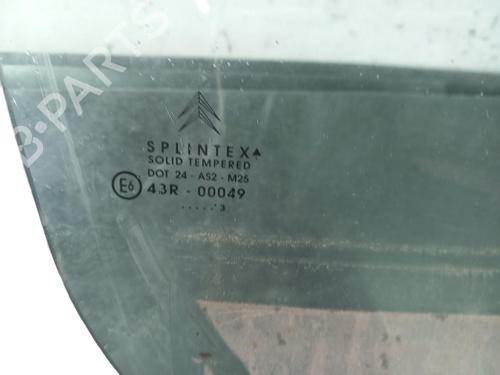 B-PARTS
SPLINTEX
SOLID TEMPERED
DOT 24 - AS2 - M25
E6 43R - 00049
..... 3